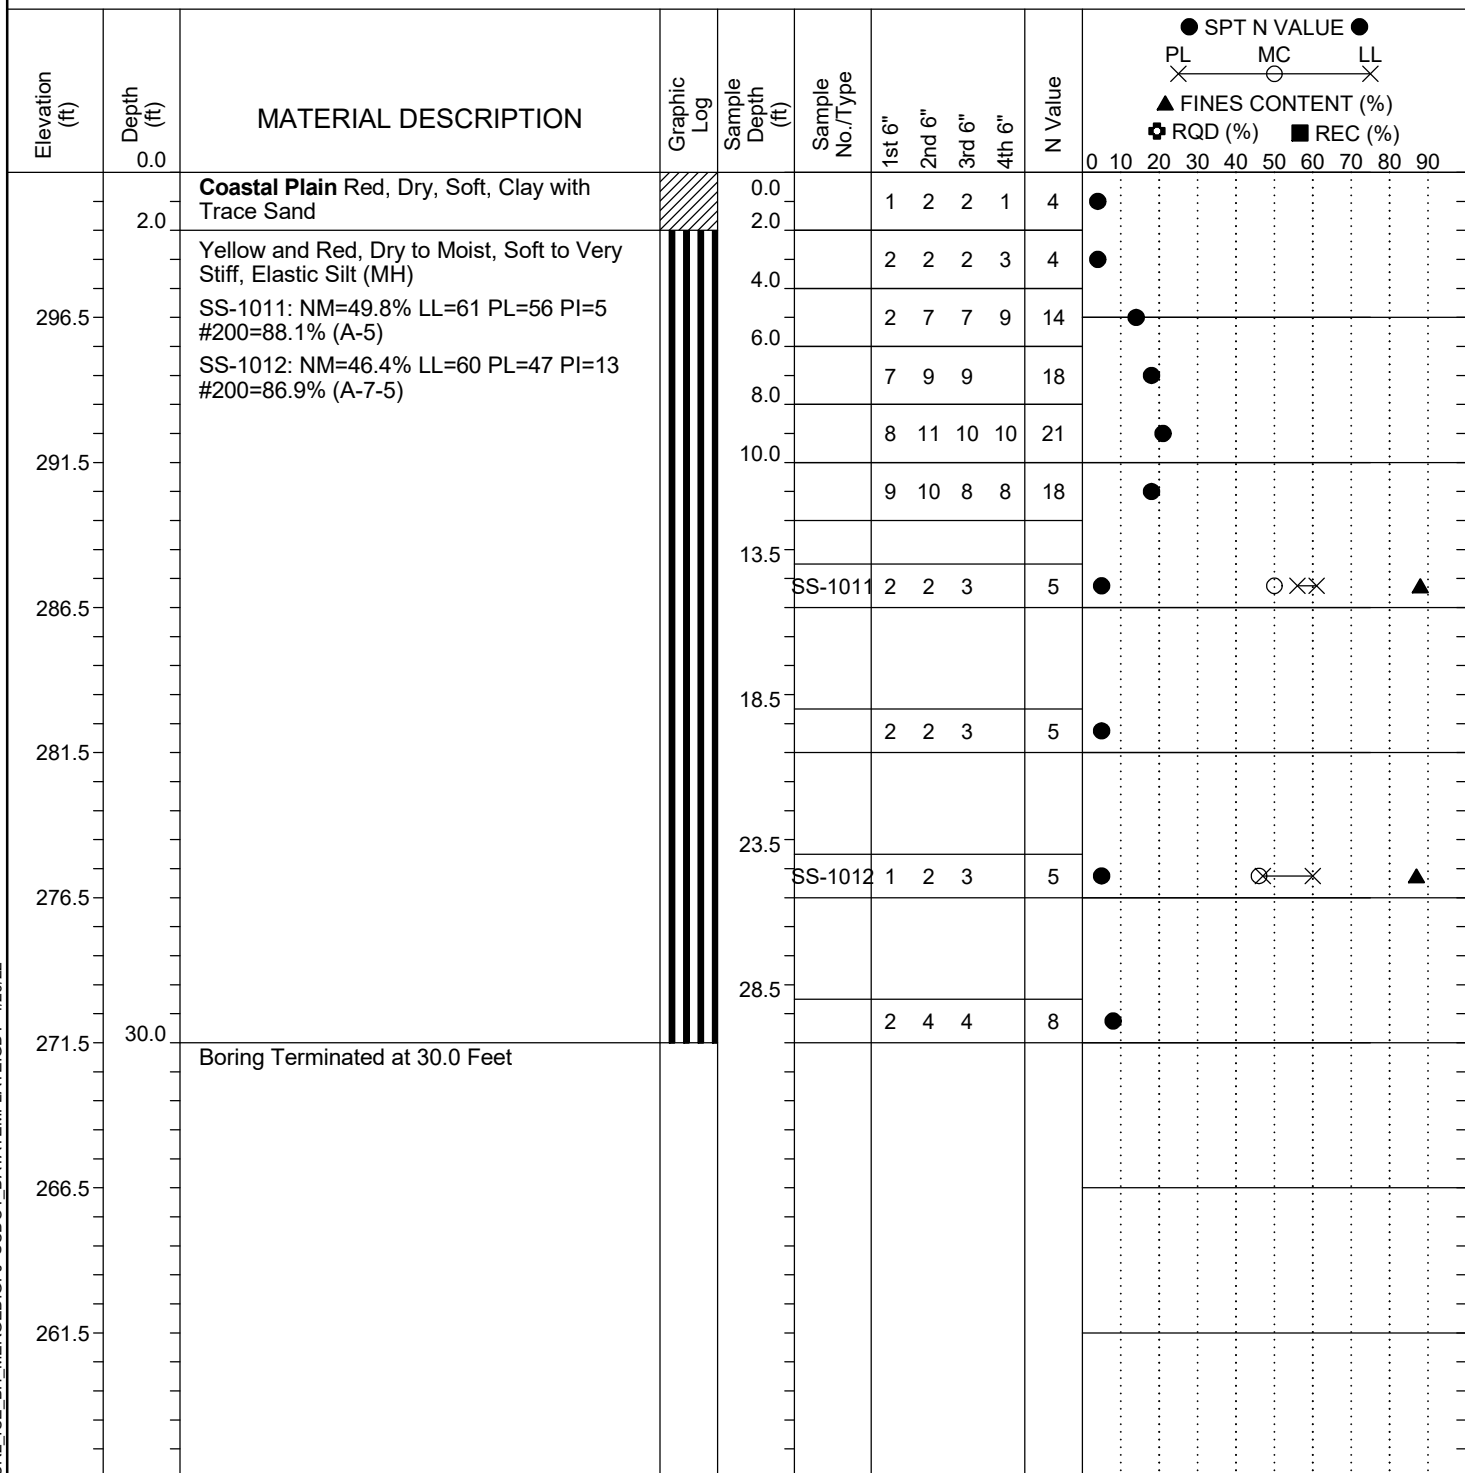 ● SPT N VALUE ●
PL MC LL
▲ FINES CONTENT (%)
RQD (%) ■ REC (%)
0 10 20 30 40 50 60 70 80 90
Elevation (ft)
Depth (ft)
0.0
MATERIAL DESCRIPTION
Graphic Log
Sample Depth (ft)
Sample No./Type
1st 6"
2nd 6"
3rd 6"
4th 6"
N Value
Coastal Plain Red, Dry, Soft, Clay with
Trace Sand
0.0
1 2 2 1 4
2.0
2.0
Yellow and Red, Dry to Moist, Soft to Very
Stiff, Elastic Silt (MH)
2 2 2 3 4
4.0
SS-1011: NM=49.8% LL=61 PL=56 PI=5
#200=88.1% (A-5)
296.5
2 7 7 9 14
6.0
SS-1012: NM=46.4% LL=60 PL=47 PI=13
#200=86.9% (A-7-5)
7 9 9 18
8.0
8 11 10 10 21
10.0
291.5
9 10 8 8 18
13.5
SS-1011 2 2 3 5
286.5
18.5
2 2 3 5
281.5
23.5
SS-1012 1 2 3 5
276.5
28.5
2 4 4 8
30.0
271.5
Boring Terminated at 30.0 Feet
266.5
261.5